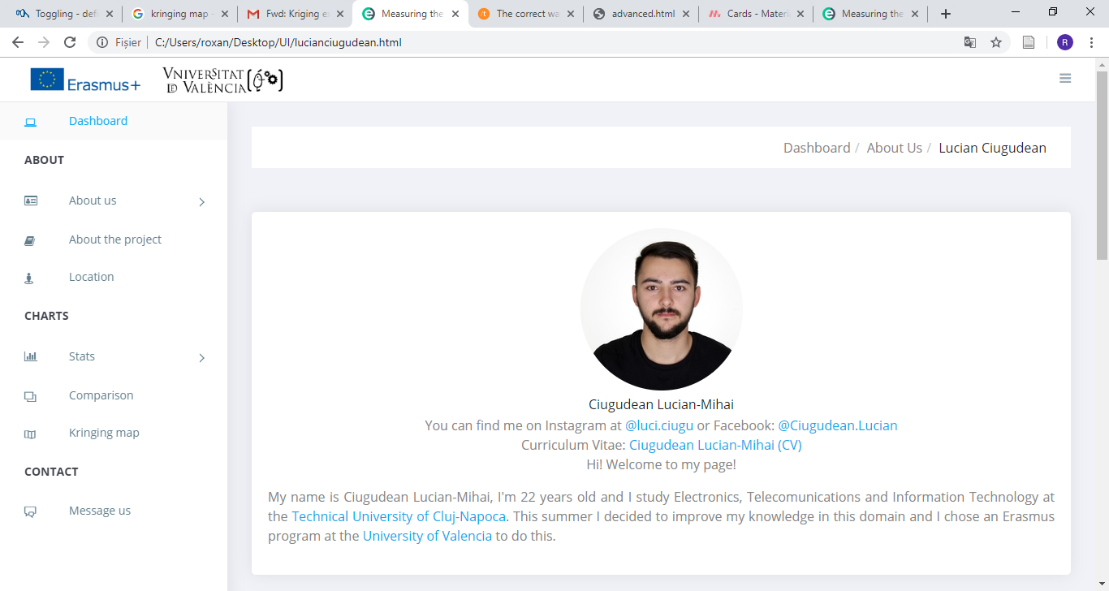 Toggling - defi
kringing map -
Fwd: Kriging e
Measuring the
The correct wa
advanced.html
Cards - Materi
Measuring the
Fișier C:/Users/roxan/Desktop/UI/lucianciugudean.html
R
Erasmus+
VNIVERSITAT
ID VALÈNCIA
Dashboard
ABOUT
About us
About the project
Location
CHARTS
Stats
Comparison
Kringing map
CONTACT
Message us
Dashboard / About Us / Lucian Ciugudean
Ciugudean Lucian-Mihai
You can find me on Instagram at @luci.ciugu or Facebook: @Ciugudean.Lucian
Curriculum Vitae: Ciugudean Lucian-Mihai (CV)
Hi! Welcome to my page!
My name is Ciugudean Lucian-Mihai, I'm 22 years old and I study Electronics, Telecomunications and Information Technology at
the Technical University of Cluj-Napoca. This summer I decided to improve my knowledge in this domain and I chose an Erasmus
program at the University of Valencia to do this.